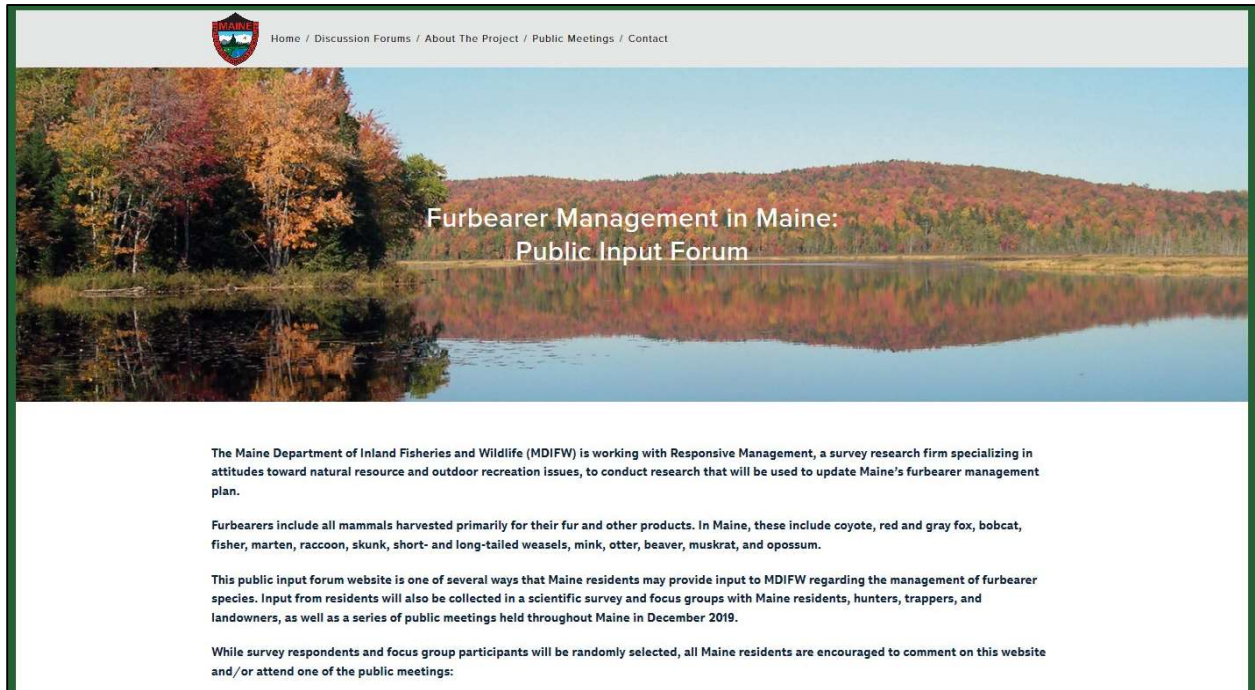 MAINE
Home / Discussion Forums / About The Project / Public Meetings / Contact
Furbearer Management in Maine:
Public Input Forum
The Maine Department of Inland Fisheries and Wildlife (MDIFW) is working with Responsive Management, a survey research firm specializing in
attitudes toward natural resource and outdoor recreation issues, to conduct research that will be used to update Maine's furbearer management
plan.
Furbearers include all mammals harvested primarily for their fur and other products. In Maine, these include coyote, red and gray fox, bobcat,
fisher, marten, raccoon, skunk, short- and long-tailed weasels, mink, otter, beaver, muskrat, and opossum.
This public input forum website is one of several ways that Maine residents may provide input to MDIFW regarding the management of furbearer
species. Input from residents will also be collected in a scientific survey and focus groups with Maine residents, hunters, trappers, and
landowners, as well as a series of public meetings held throughout Maine in December 2019.
While survey respondents and focus group participants will be randomly selected, all Maine residents are encouraged to comment on this website
and/or attend one of the public meetings: